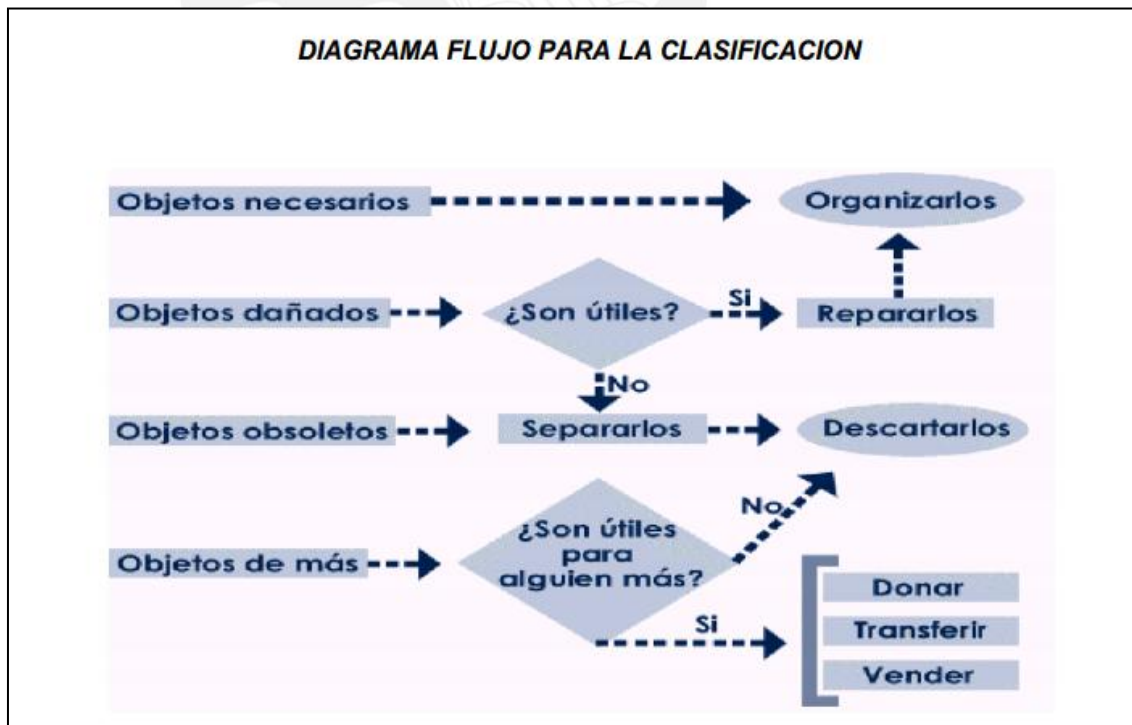 DIAGRAMA FLUJO PARA LA CLASIFICACION
Objetos necesarios
Organizarlos
Objetos dañados
¿Son útiles?
Si
Repararlos
No
Objetos obsoletos
Separarlos
Descartarlos
Objetos de más
¿Son útiles
para
alguien más?
No
Si
Donar
Transferir
Vender